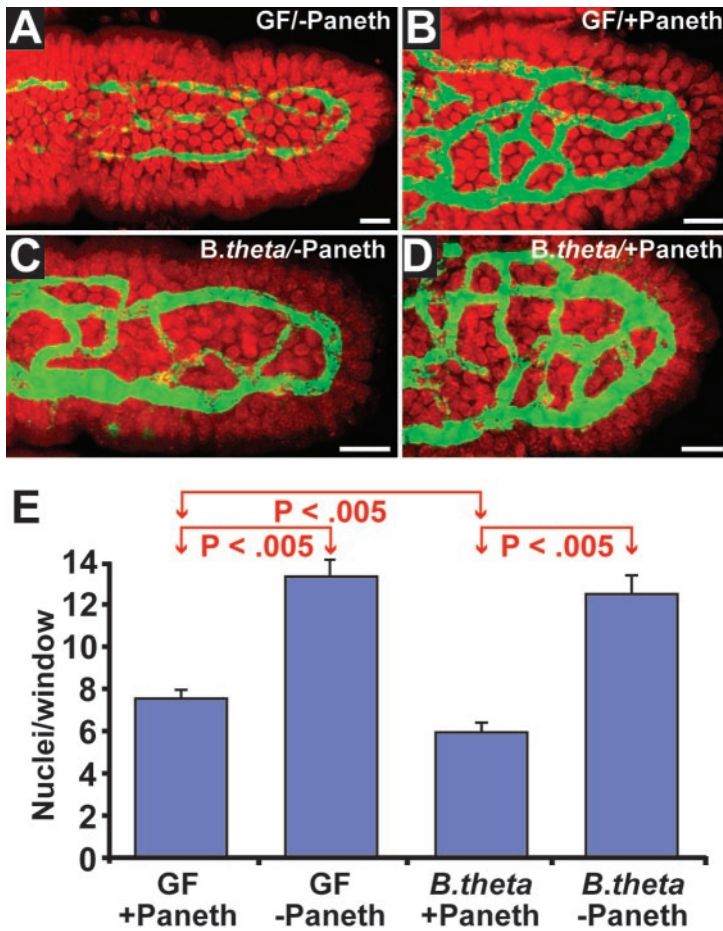 A
GF/-Paneth
B
GF/+Paneth
C
B.theta/-Paneth
D
B.theta/+Paneth
E
P < .005
P < .005
P < .005
Nuclei/window
14
12
10
8
6
4
2
0
GF
+Paneth
GF
-Paneth
B.theta
+Paneth
B.theta
-Paneth